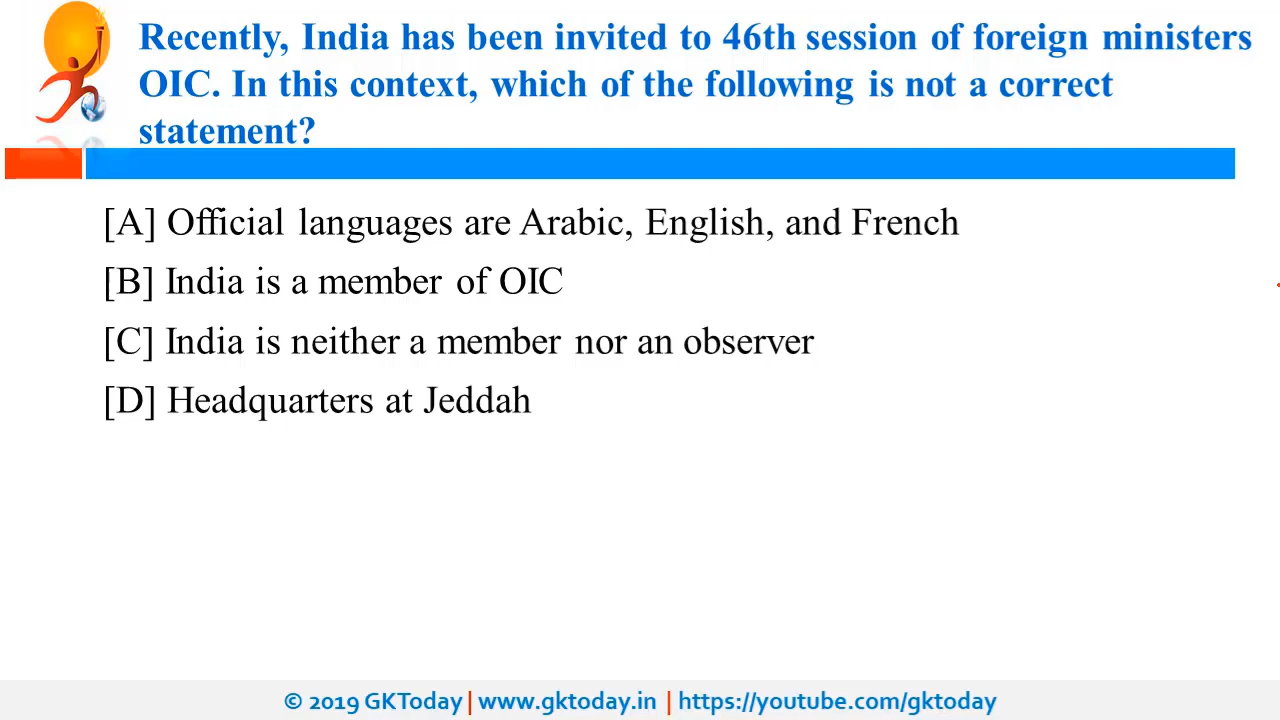 Recently, India has been invited to 46th session of foreign ministers
OIC. In this context, which of the following is not a correct
statement?
[A] Official languages are Arabic, English, and French
[B] India is a member of OIC
[C] India is neither a member nor an observer
[D] Headquarters at Jeddah
© 2019 GKToday | www.gktoday.in | https://youtube.com/gktoday